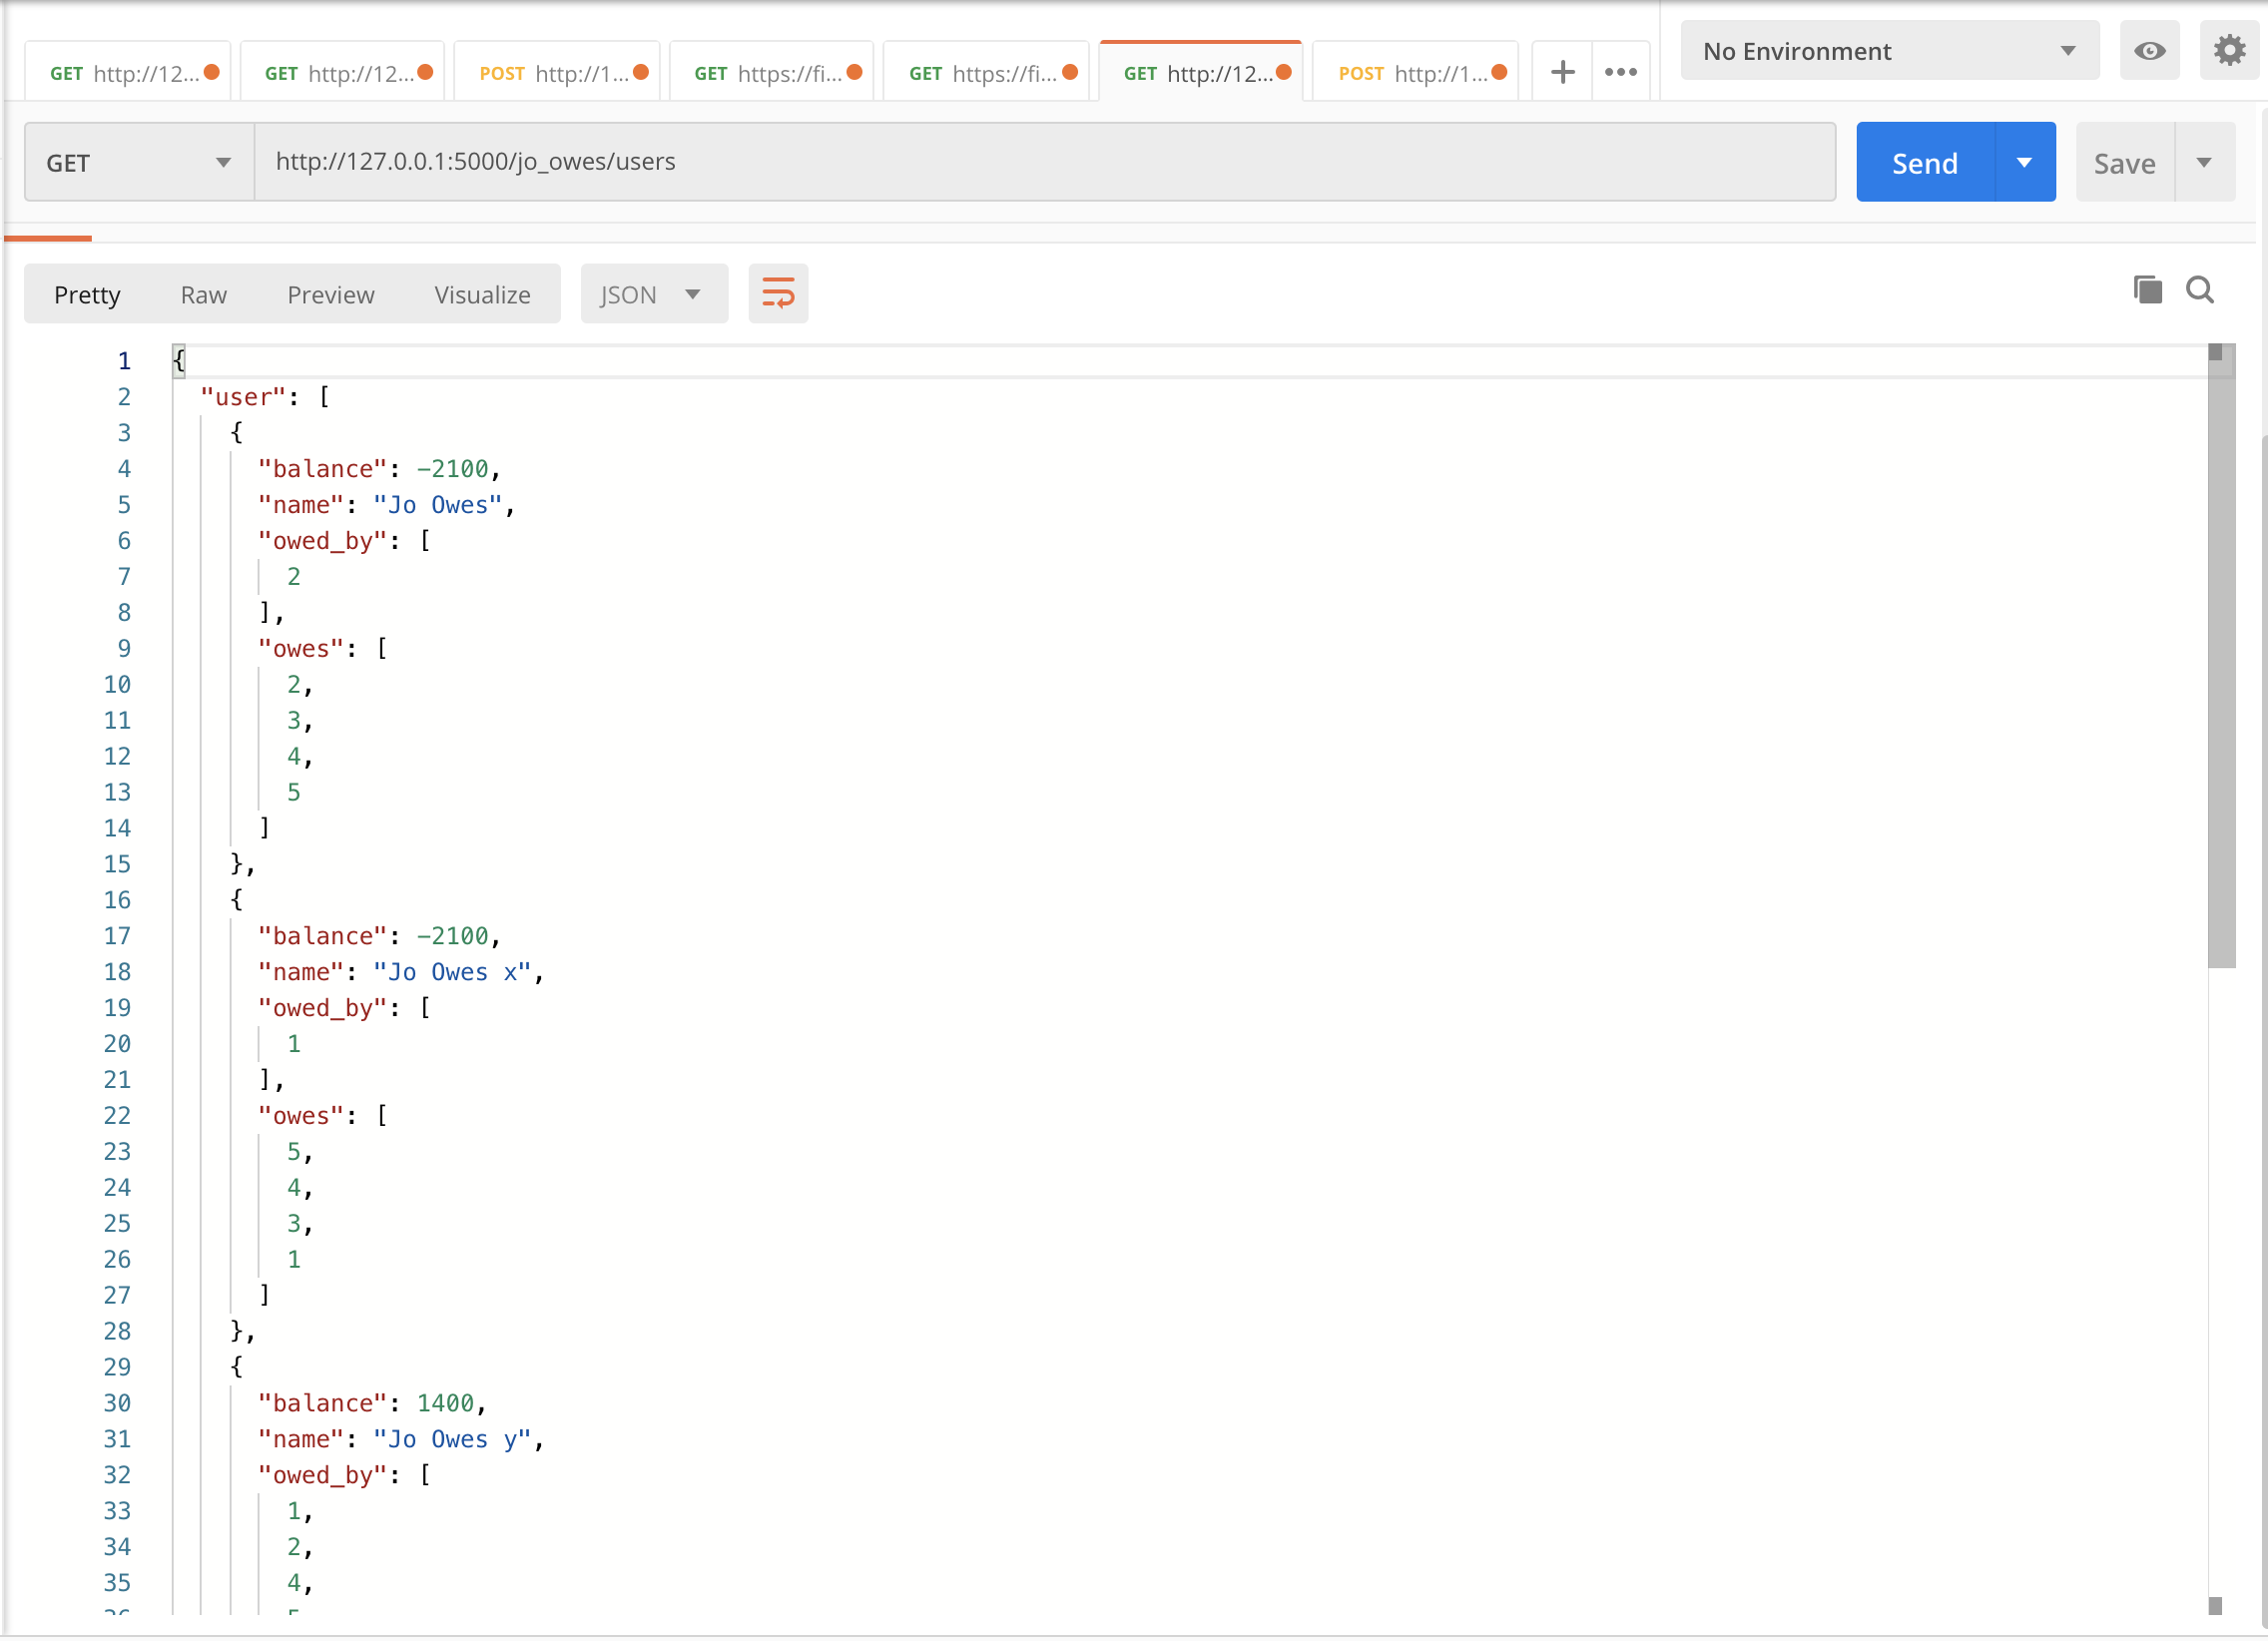 GET http://12... GET http://12... POST http://1... GET https://fi... GET https://fi... GET http://12... POST http://1... No Environment
GET http://127.0.0.1:5000/jo_owes/users Send Save
Pretty Raw Preview Visualize JSON
1 {
2 "user": [
3 {
4 "balance": -2100,
5 "name": "Jo Owes",
6 "owed_by": [
7 2
8 ],
9 "owes": [
10 2,
11 3,
12 4,
13 5
14 ]
15 },
16 {
17 "balance": -2100,
18 "name": "Jo Owes x",
19 "owed_by": [
20 1
21 ],
22 "owes": [
23 5,
24 4,
25 3,
26 1
27 ]
28 },
29 {
30 "balance": 1400,
31 "name": "Jo Owes y",
32 "owed_by": [
33 1,
34 2,
35 4,